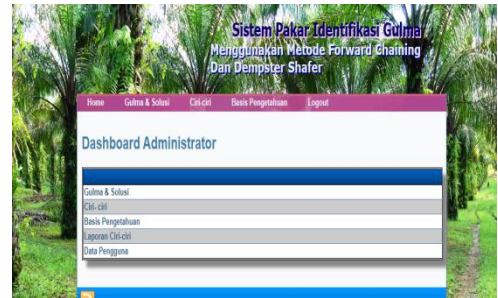 Sistem Pakar Identifikasi Gulma
Menggunakan Metode Forward Chaining
Dan Dempster Shafer
Home Gulma & Solusi Ciri-ciri Basis Pengetahuan Logout
Dashboard Administrator
Gulma & Solusi
Ciri- ciri
Basis Pengetahuan
Laporan Ciri-ciri
Data Pengguna